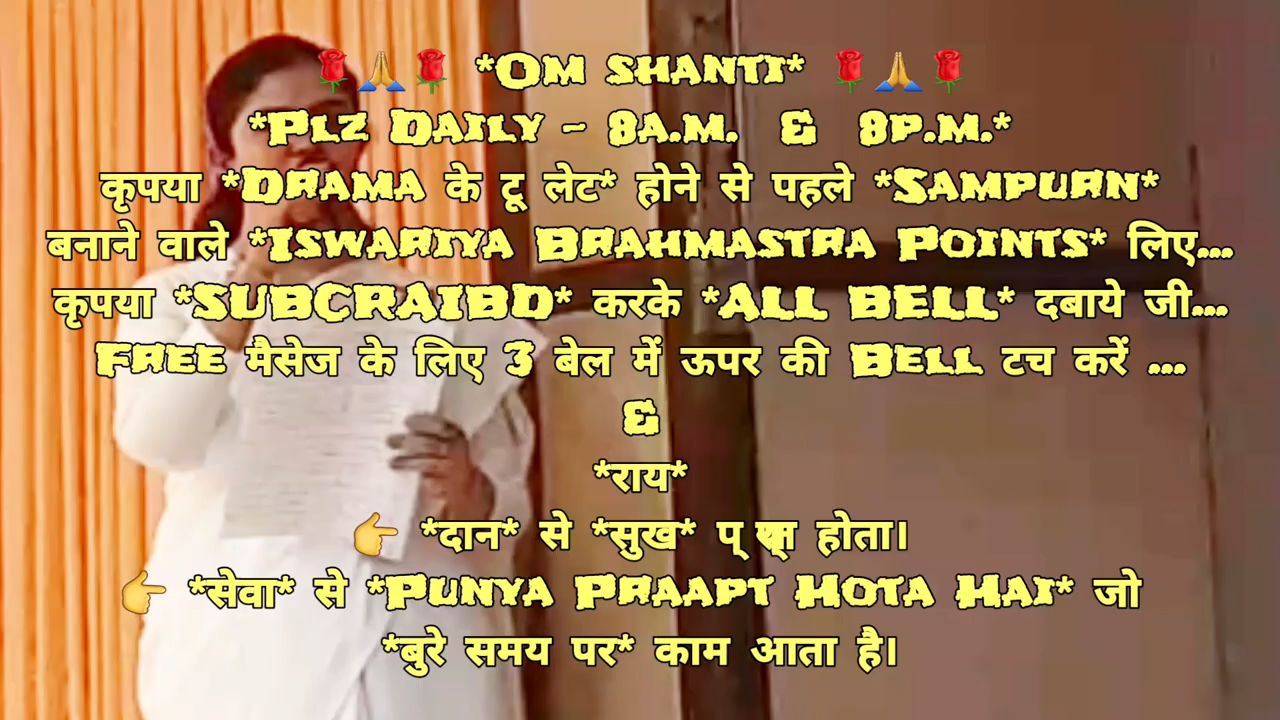 🌹🙏🌹 *Om shanti* 🌹🙏🌹
*Plz Daily - 8a.m. & 8p.m.*
कृपया *Drama के टू लेट* होने से पहले *Sampurn*
बनाने वाले *Iswariya Brahmastra Points* लिए...
कृपया *SUBCRAIBD* करके *ALL BELL* दबाये जी...
Free मैसेज के लिए 3 बेल में ऊपर की Bell टच करें ...
&
*राय*
👉 *दान* से *सुख* होता।
👉 *सेवा* से *Punya Praapt Hota Hai* जो
*बुरे समय पर* काम आता है।